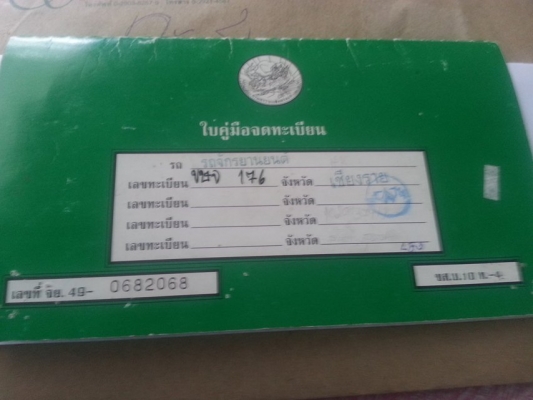 ใบคู่มือจดทะเบียน
รถ รถจักรยานยนต์
เลขทะเบียน 176 จังหวัด เชียงราย
เลขทะเบียน จังหวัด
เลขทะเบียน จังหวัด
เลขทะเบียน จังหวัด
เลขที่ จย. 49- 0682068